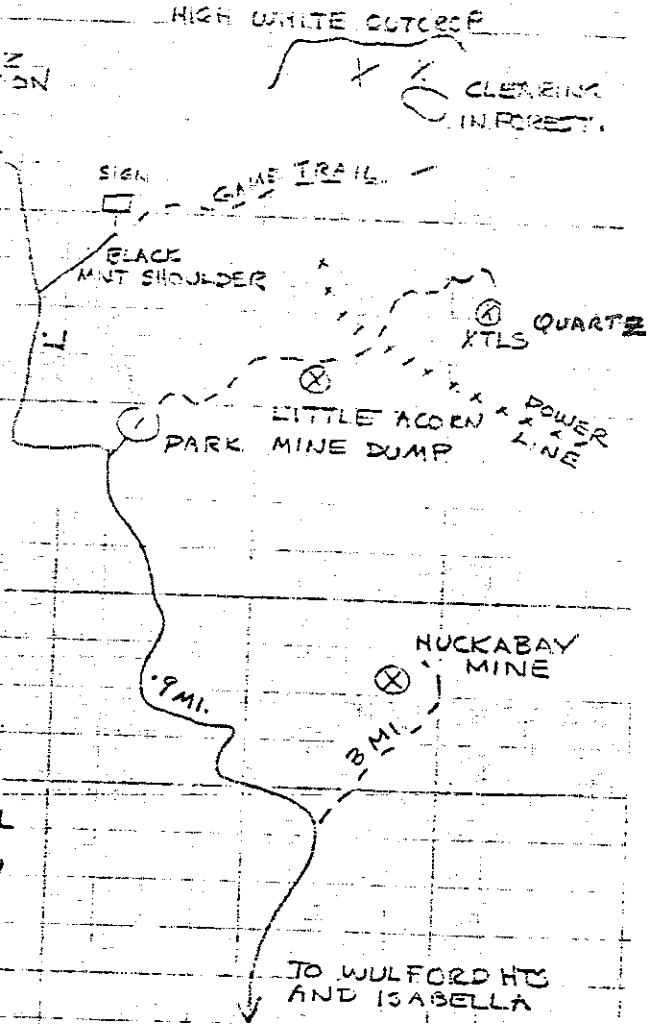 HIGH WHITE OUTCROP
Z
ON
CLEARING
IN FOREST.
SIGN
GAME TRAIL
BLACK
MNT SHOULDER
QUARTZ
XTLS
LITTLE ACORN
MINE DUMP
PARK
POWER
LINE
HUCKABAY
MINE
.9 MI.
3 MI.
L
TO WULFORD HTS
AND ISABELLA